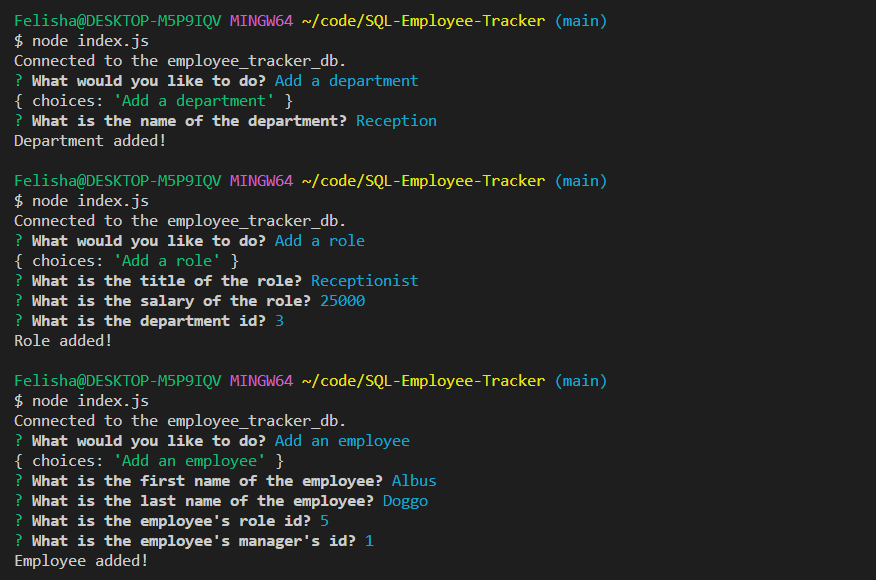 Felisha@DESKTOP-M5P9IQV MINGW64 ~/code/SQL-Employee-Tracker (main)
$ node index.js
Connected to the employee_tracker_db.
? What would you like to do? Add a department
{ choices: 'Add a department' }
? What is the name of the department? Reception
Department added!
Felisha@DESKTOP-M5P9IQV MINGW64 ~/code/SQL-Employee-Tracker (main)
$ node index.js
Connected to the employee_tracker_db.
? What would you like to do? Add a role
{ choices: 'Add a role' }
? What is the title of the role? Receptionist
? What is the salary of the role? 25000
? What is the department id? 3
Role added!
Felisha@DESKTOP-M5P9IQV MINGW64 ~/code/SQL-Employee-Tracker (main)
$ node index.js
Connected to the employee_tracker_db.
? What would you like to do? Add an employee
{ choices: 'Add an employee' }
? What is the first name of the employee? Albus
? What is the last name of the employee? Doggo
? What is the employee's role id? 5
? What is the employee's manager's id? 1
Employee added!